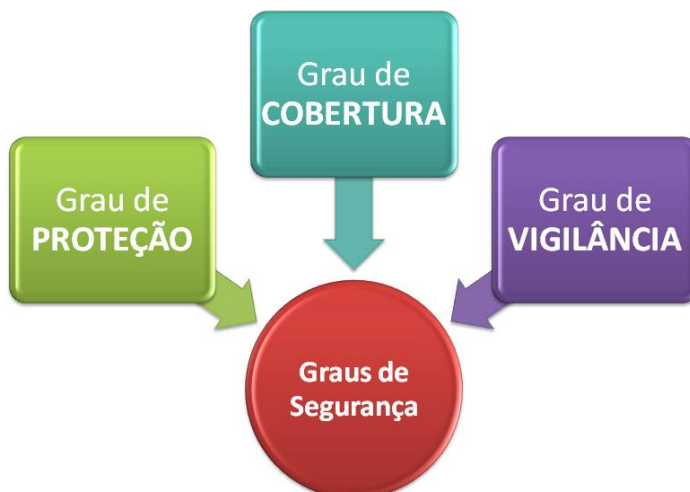 Grau de
COBERTURA
Grau de
PROTEÇÃO
Grau de
VIGILÂNCIA
Graus de
Segurança